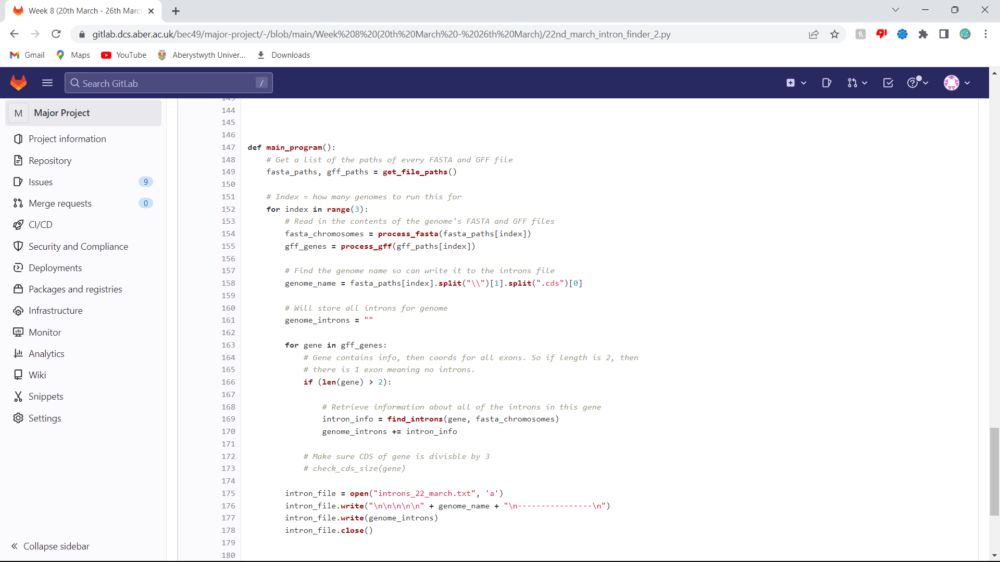 Week 8 (20th March - 26th Marc
gitlab.dcs.aber.ac.uk/bec49/major-project/-/blob/main/Week%208%20(20th%20March%20-%2026th%20March)/22nd_march_intron_finder_2.py
Gmail Maps YouTube Aberystwyth Univer... Downloads
Search GitLab /
M Major Project
Project information
Repository
Issues 9
Merge requests 0
CI/CD
Security and Compliance
Deployments
Packages and registries
Infrastructure
Monitor
Analytics
Wiki
Snippets
Settings
Collapse sidebar
143
144
145
146
147 def main_program():
148 # Get a list of the paths of every FASTA and GFF file
149 fasta_paths, gff_paths = get_file_paths()
150
151 # Index = how many genomes to run this for
152 for index in range(3):
153 # Read in the contents of the genome's FASTA and GFF files
154 fasta_chromosomes = process_fasta(fasta_paths[index])
155 gff_genes = process_gff(gff_paths[index])
156
157 # Find the genome name so can write it to the introns file
158 genome_name = fasta_paths[index].split("\\")[1].split(".cds")[0]
159
160 # Will store all introns for genome
161 genome_introns = ""
162
163 for gene in gff_genes:
164 # Gene contains info, then coords for all exons. So if length is 2, then
165 # there is 1 exon meaning no introns.
166 if (len(gene) > 2):
167
168 # Retrieve information about all of the introns in this gene
169 intron_info = find_introns(gene, fasta_chromosomes)
170 genome_introns += intron_info
171
172 # Make sure CDS of gene is divisble by 3
173 # check_cds_size(gene)
174
175 intron_file = open("introns_22_march.txt", 'a')
176 intron_file.write("\n\n\n\n\n" + genome_name + "\n----------------\n")
177 intron_file.write(genome_introns)
178 intron_file.close()
179
180